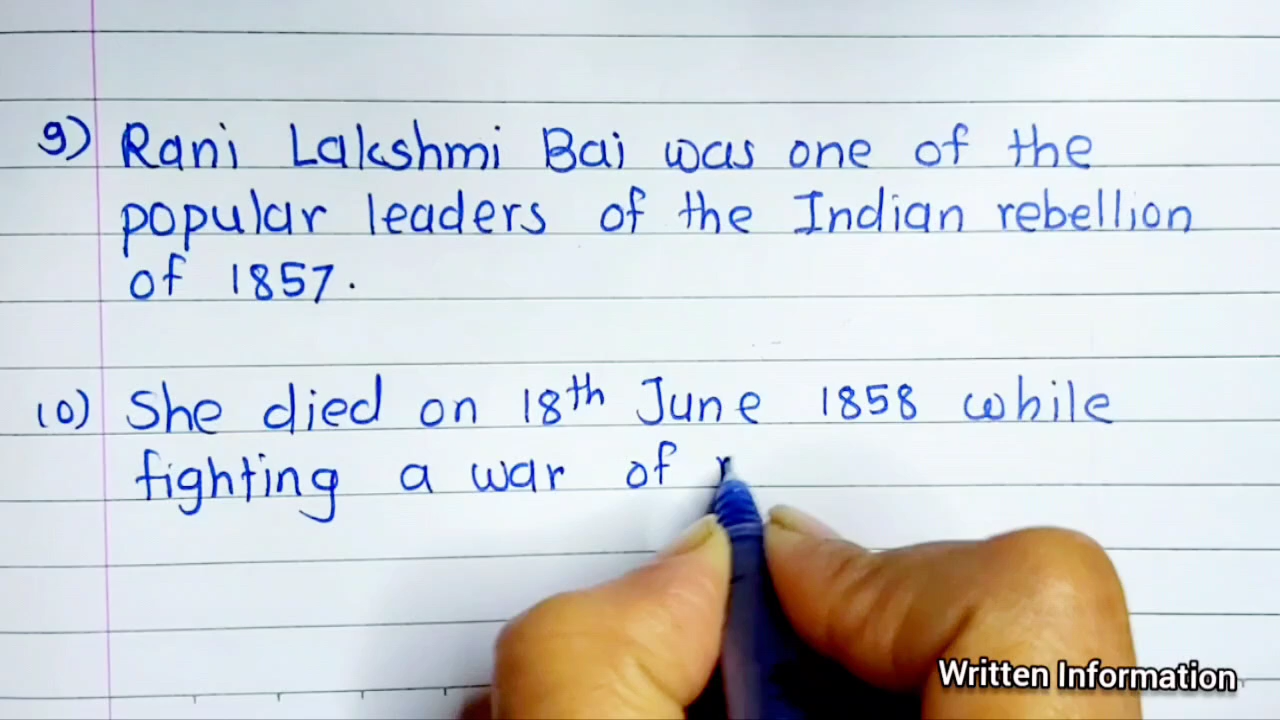 9) Rani Lakshmi Bai was one of the
popular leaders of the Indian rebellion
of 1857.
10) She died on 18th June 1858 while
fighting a war of
Written Information